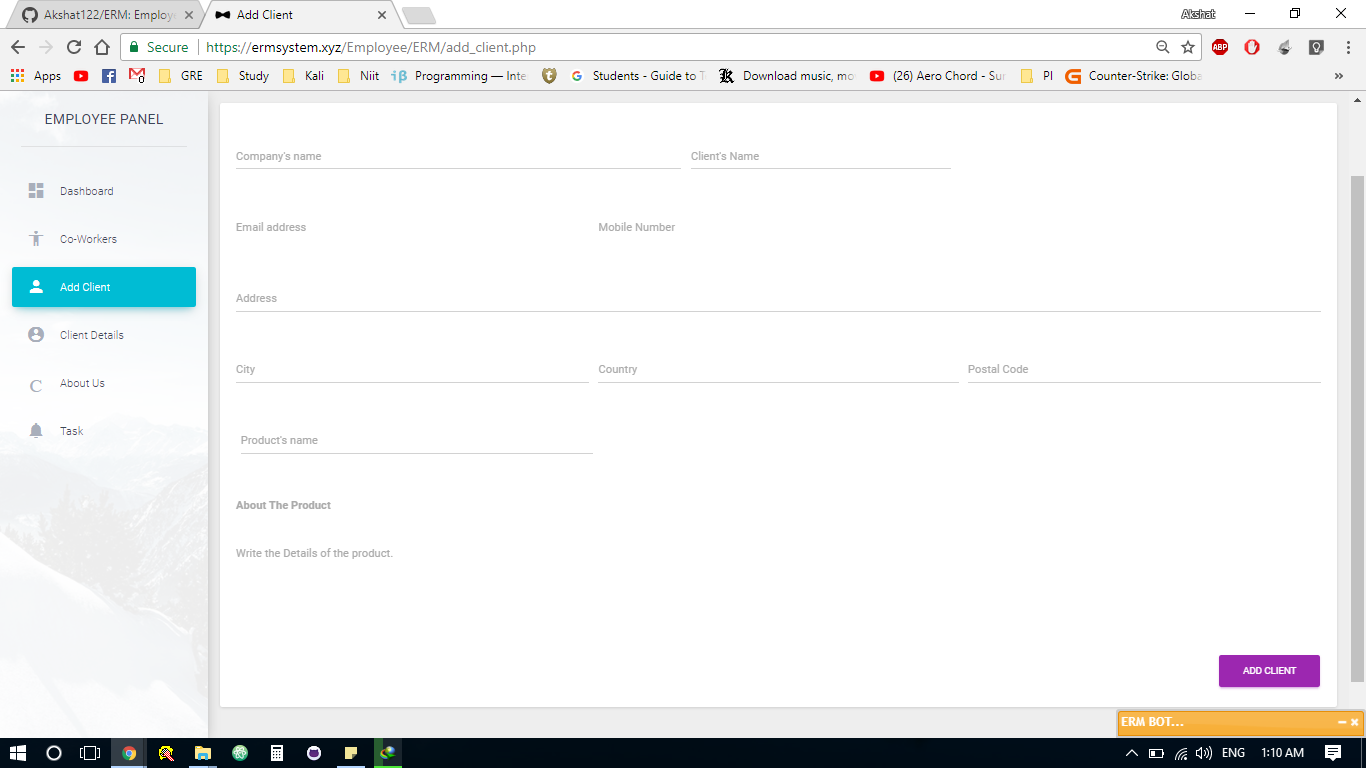 Akshat122/ERM: Employe
Add Client
Akshat
Secure
https://ermsystem.xyz/Employee/ERM/add_client.php
ABP
Apps
GRE
Study
Kali
Niit
Programming — Inte
Students - Guide to T
Download music, mo
(26) Aero Chord - Sur
PI
Counter-Strike: Globa
EMPLOYEE PANEL
Dashboard
Co-Workers
Add Client
Client Details
C About Us
Task
Company's name
Client's Name
Email address
Mobile Number
Address
City
Country
Postal Code
Product's name
About The Product
Write the Details of the product.
ADD CLIENT
ERM BOT...
ENG
1:10 AM